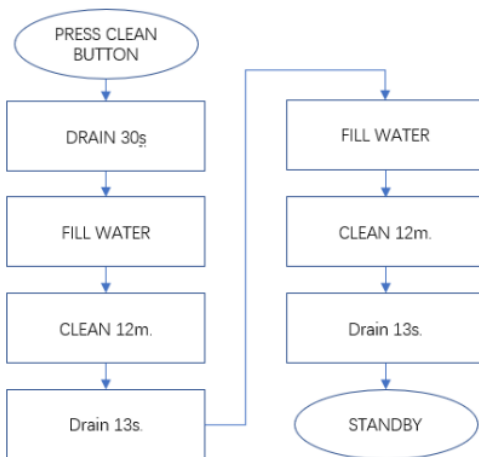 PRESS CLEAN
BUTTON
DRAIN 30s
FILL WATER
CLEAN 12m.
Drain 13s.
FILL WATER
CLEAN 12m.
Drain 13s.
STANDBY